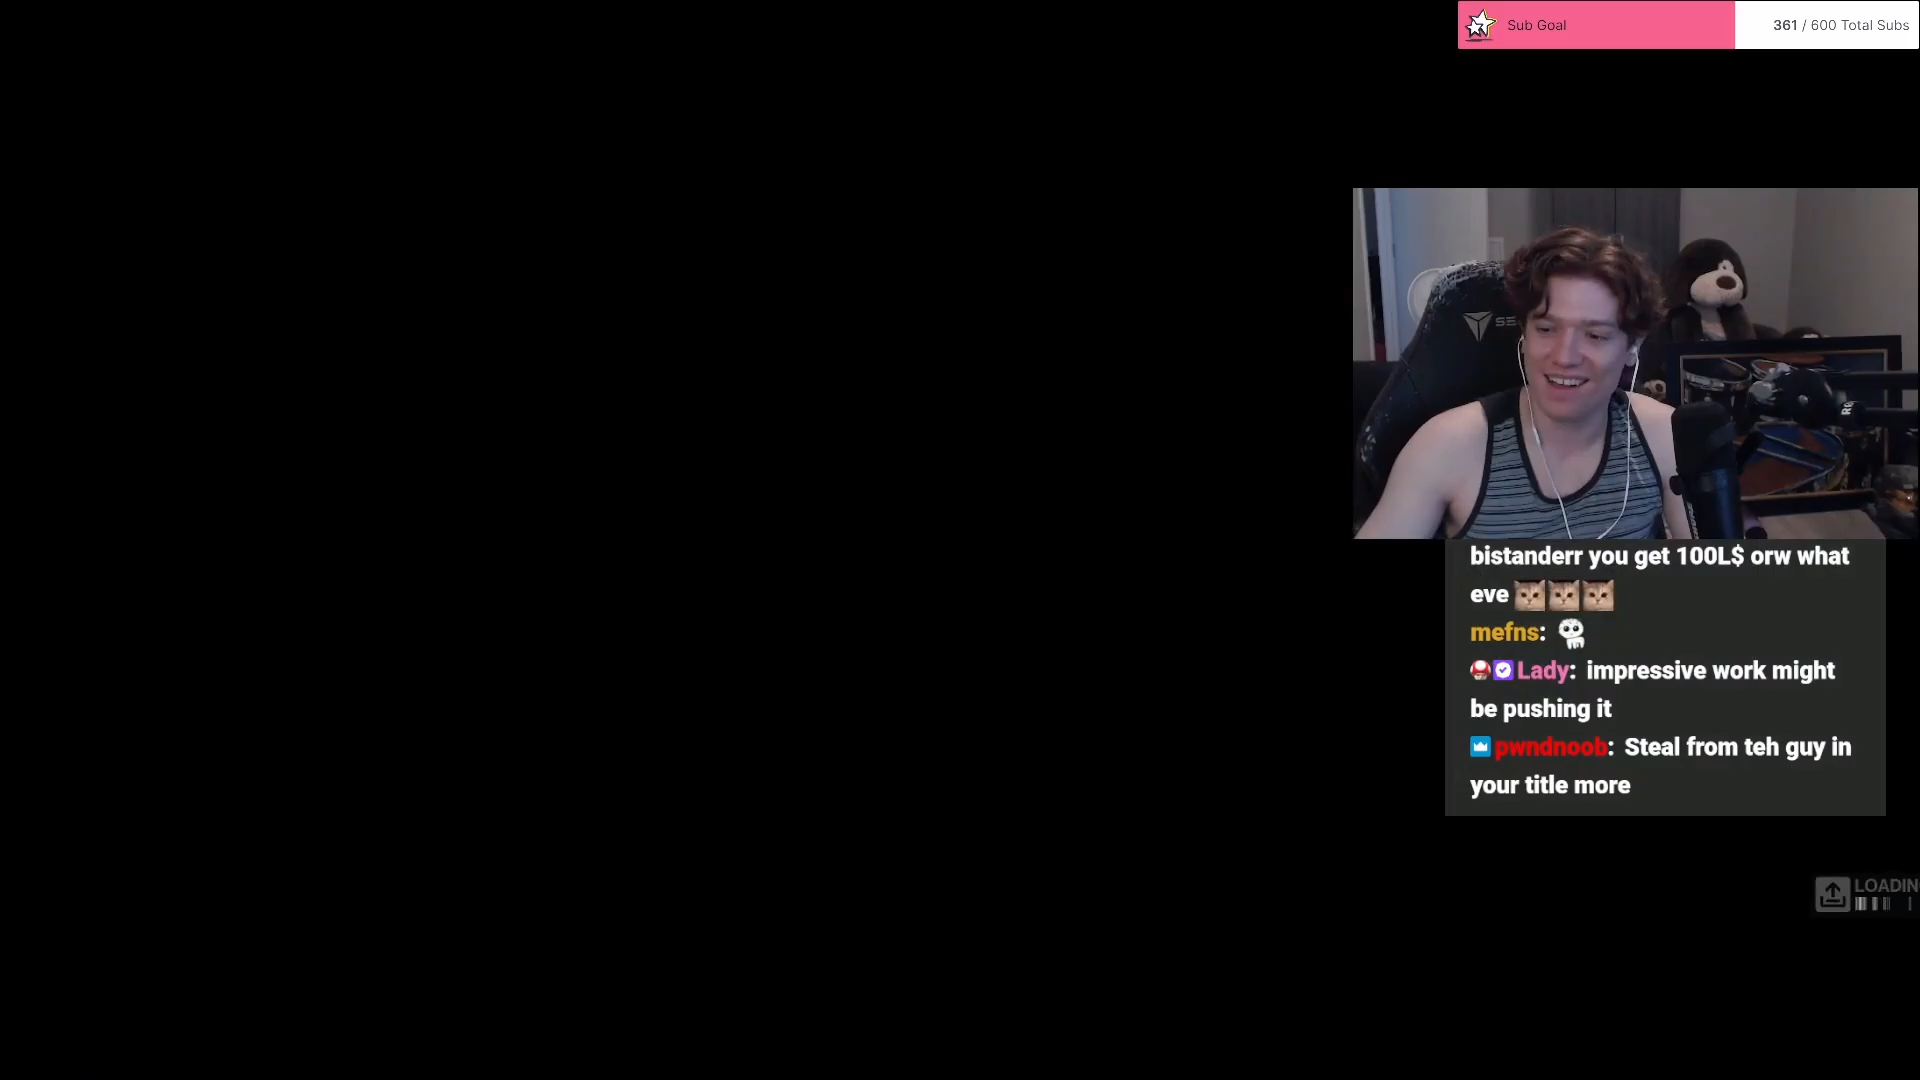 Sub Goal
361 / 600 Total Subs
SE
bistanderr you get 100L$ orw what
eve
mefns:
Lady: impressive work might
be pushing it
pwndnoob: Steal from teh guy in
your title more
LOADIN